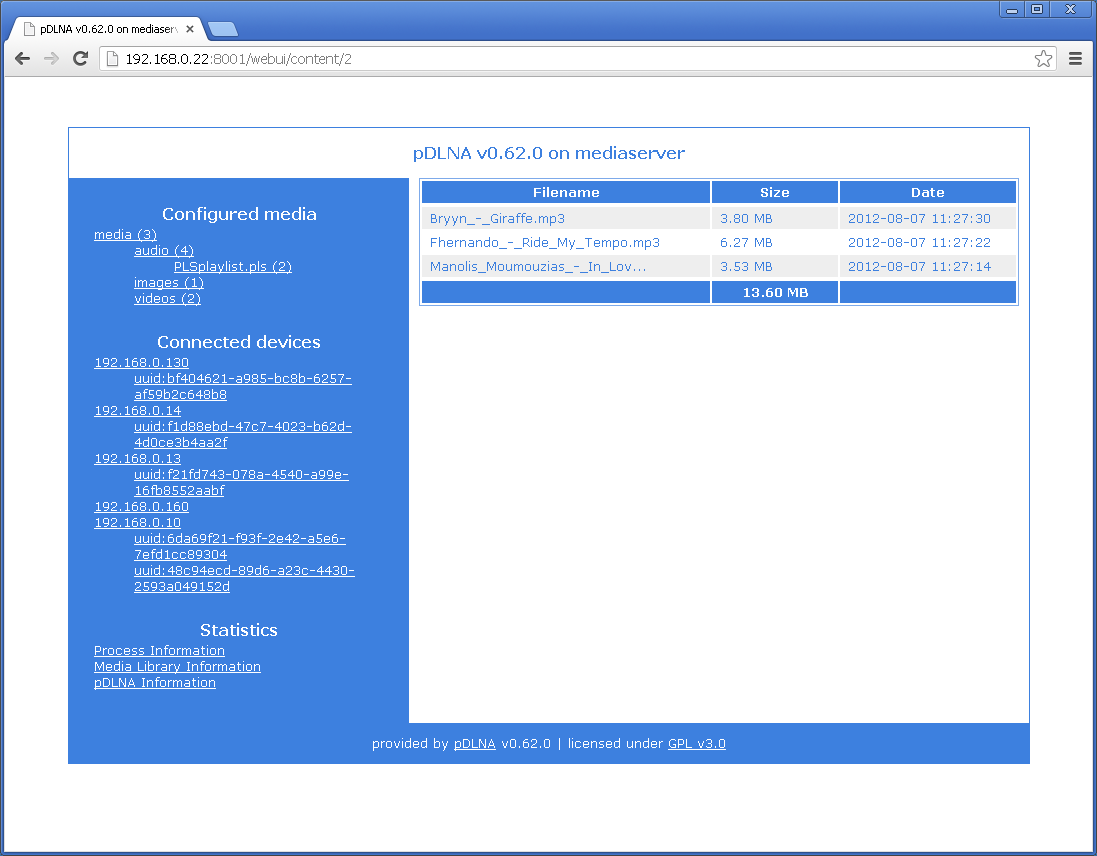 pDLNA v0.62.0 on mediaserv
192.168.0.22:8001/webui/content/2
pDLNA v0.62.0 on mediaserver
Configured media
media (3)
audio (4)
PLSplaylist.pls (2)
images (1)
videos (2)
Connected devices
192.168.0.130
uuid:bf404621-a985-bc8b-6257-
af59b2c648b8
192.168.0.14
uuid:f1d88ebd-47c7-4023-b62d-
4d0ce3b4aa2f
192.168.0.13
uuid:f21fd743-078a-4540-a99e-
16fb8552aabf
192.168.0.160
192.168.0.10
uuid:6da69f21-f93f-2e42-a5e6-
7efd1cc89304
uuid:48c94ecd-89d6-a23c-4430-
2593a049152d
Statistics
Process Information
Media Library Information
pDLNA Information
Filename Size Date
Bryyn_-_Giraffe.mp3 3.80 MB 2012-08-07 11:27:30
Fhernando_-_Ride_My_Tempo.mp3 6.27 MB 2012-08-07 11:27:22
Manolis_Moumouzias_-_In_Lov... 3.53 MB 2012-08-07 11:27:14
13.60 MB
provided by pDLNA v0.62.0 | licensed under GPL v3.0